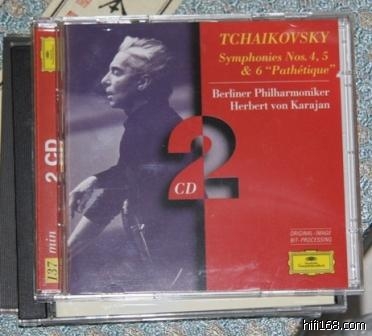 TCHAIKOVSKY
Symphonies Nos. 4, 5
& 6 "Pathétique"
Berliner Philharmoniker
Herbert von Karajan
2
CD
2 CD
137 min
ORIGINAL-IMAGE
BIT-PROCESSING
hifi168.com